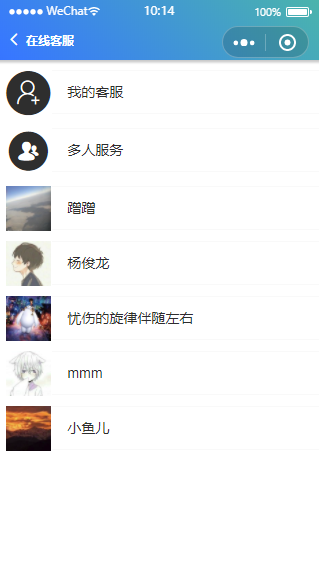 WeChat 10:14 100%
在线客服
我的客服
多人服务
蹭蹭
杨俊龙
忧伤的旋律伴随左右
mmm
小鱼儿